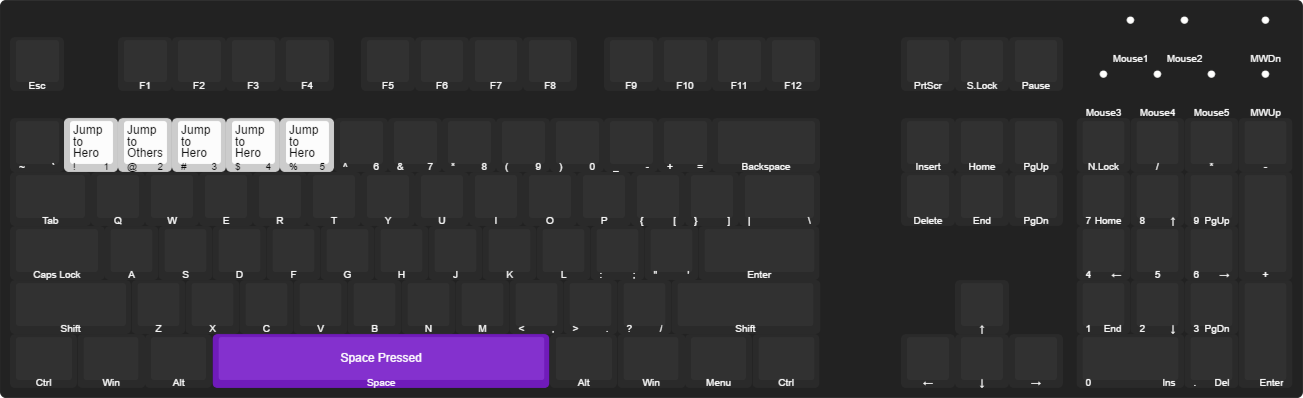 Mouse1 Mouse2 MWDn
Esc F1 F2 F3 F4 F5 F6 F7 F8 F9 F10 F11 F12 PrtScr S.Lock Pause
Mouse3 Mouse4 Mouse5 MWUp
Jump Jump Jump Jump Jump
to to to to to
Hero Others Hero Hero Hero
~ ` ! 1 @ 2 # 3 $ 4 % 5 ^ 6 & 7 * 8 ( 9 ) 0 _ - + = Backspace Insert Home PgUp N.Lock / * -
Tab Q W E R T Y U I O P { [ } ] | \ Delete End PgDn 7 Home 8 ↑ 9 PgUp
Caps Lock A S D F G H J K L : ; " ' Enter 4 ← 5 6 → +
Shift Z X C V B N M < , > . ? / Shift ↑ 1 End 2 ↓ 3 PgDn
Space Pressed
Ctrl Win Alt Space Alt Win Menu Ctrl ← ↓ → 0 Ins . Del Enter